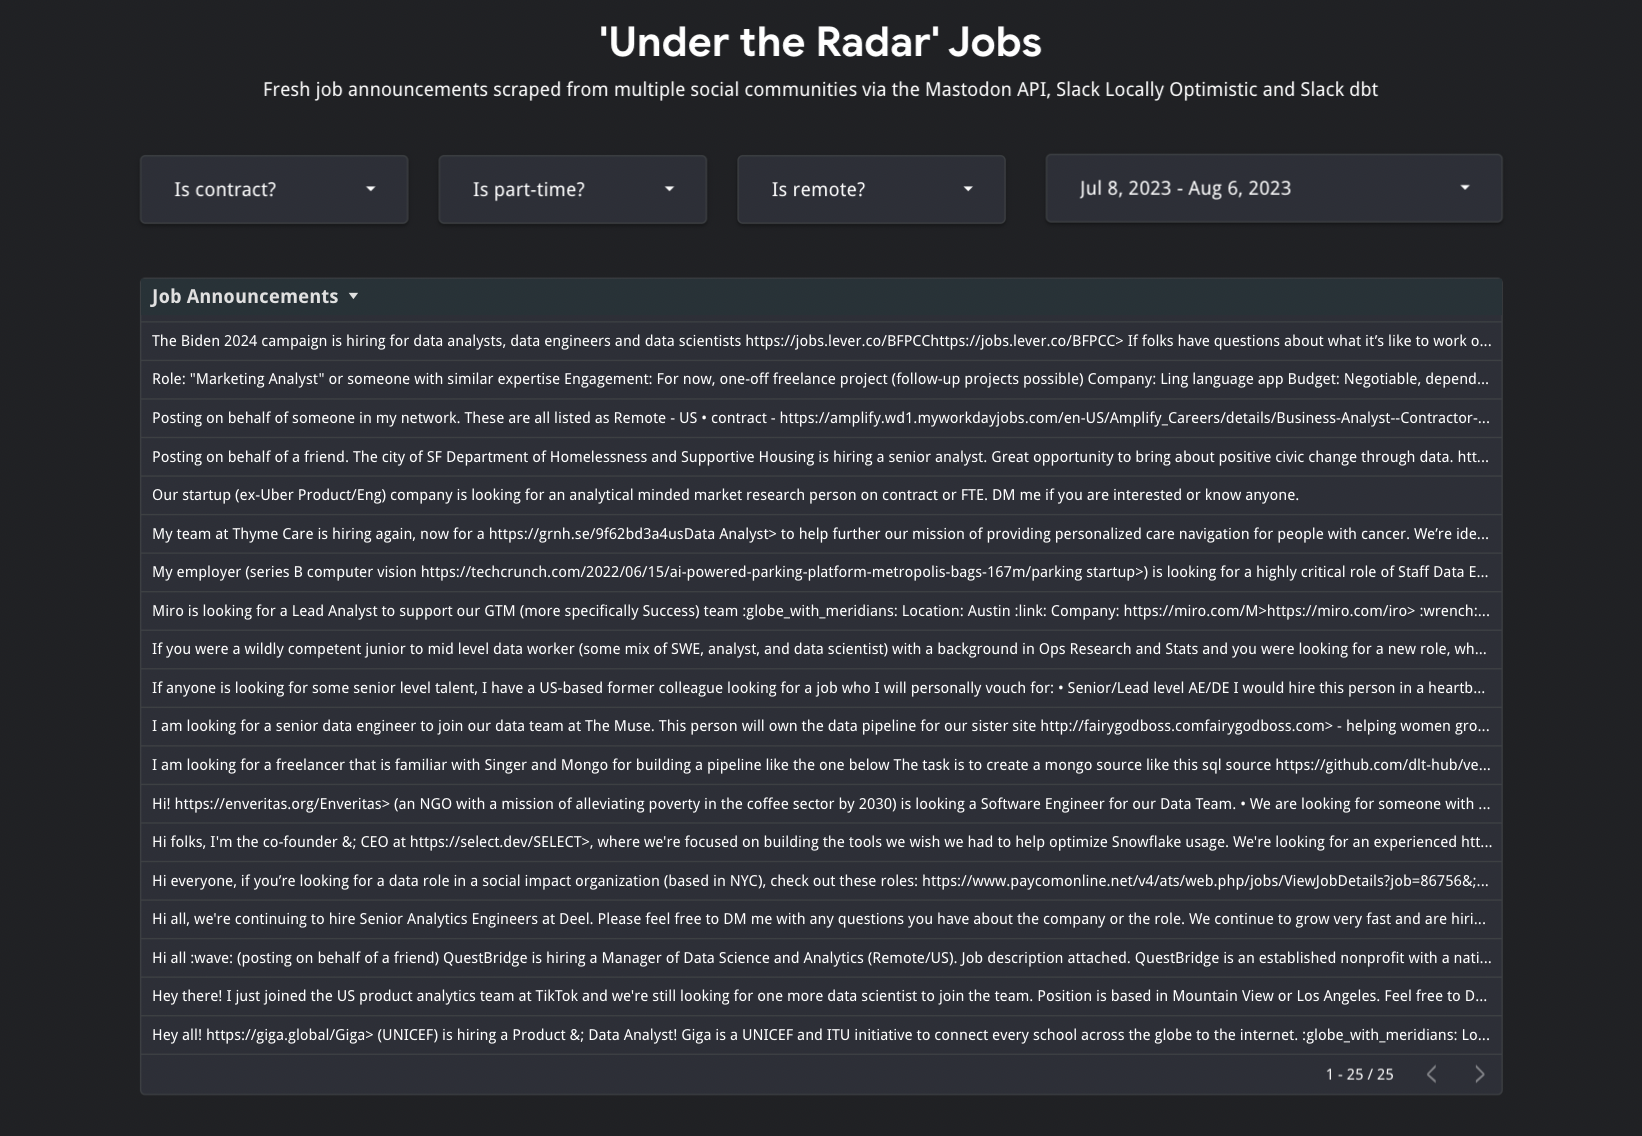 'Under the Radar' Jobs
Fresh job announcements scraped from multiple social communities via the Mastodon API, Slack Locally Optimistic and Slack dbt
Is contract?
Is part-time?
Is remote?
Jul 8, 2023 - Aug 6, 2023
Job Announcements
The Biden 2024 campaign is hiring for data analysts, data engineers and data scientists https://jobs.lever.co/BFPCChttps://jobs.lever.co/BFPCC> If folks have questions about what it’s like to work o...
Role: "Marketing Analyst" or someone with similar expertise Engagement: For now, one-off freelance project (follow-up projects possible) Company: Ling language app Budget: Negotiable, depend...
Posting on behalf of someone in my network. These are all listed as Remote - US • contract - https://amplify.wd1.myworkdayjobs.com/en-US/Amplify_Careers/details/Business-Analyst--Contractor-...
Posting on behalf of a friend. The city of SF Department of Homelessness and Supportive Housing is hiring a senior analyst. Great opportunity to bring about positive civic change through data. htt...
Our startup (ex-Uber Product/Eng) company is looking for an analytical minded market research person on contract or FTE. DM me if you are interested or know anyone.
My team at Thyme Care is hiring again, now for a https://grnh.se/9f62bd3a4usData Analyst> to help further our mission of providing personalized care navigation for people with cancer. We’re ide...
My employer (series B computer vision https://techcrunch.com/2022/06/15/ai-powered-parking-platform-metropolis-bags-167m/parking startup>) is looking for a highly critical role of Staff Data E...
Miro is looking for a Lead Analyst to support our GTM (more specifically Success) team :globe_with_meridians: Location: Austin :link: Company: https://miro.com/M>https://miro.com/iro> :wrench:...
If you were a wildly competent junior to mid level data worker (some mix of SWE, analyst, and data scientist) with a background in Ops Research and Stats and you were looking for a new role, wh...
If anyone is looking for some senior level talent, I have a US-based former colleague looking for a job who I will personally vouch for: • Senior/Lead level AE/DE I would hire this person in a heartb...
I am looking for a senior data engineer to join our data team at The Muse. This person will own the data pipeline for our sister site http://fairygodboss.comfairygodboss.com> - helping women gro...
I am looking for a freelancer that is familiar with Singer and Mongo for building a pipeline like the one below The task is to create a mongo source like this sql source https://github.com/dlt-hub/ve...
Hi! https://enveritas.org/Enveritas> (an NGO with a mission of alleviating poverty in the coffee sector by 2030) is looking a Software Engineer for our Data Team. • We are looking for someone with ...
Hi folks, I'm the co-founder &; CEO at https://select.dev/SELECT>, where we're focused on building the tools we wish we had to help optimize Snowflake usage. We're looking for an experienced htt...
Hi everyone, if you’re looking for a data role in a social impact organization (based in NYC), check out these roles: https://www.paycomonline.net/v4/ats/web.php/jobs/ViewJobDetails?job=86756&;...
Hi all, we're continuing to hire Senior Analytics Engineers at Deel. Please feel free to DM me with any questions you have about the company or the role. We continue to grow very fast and are hiri...
Hi all :wave: (posting on behalf of a friend) QuestBridge is hiring a Manager of Data Science and Analytics (Remote/US). Job description attached. QuestBridge is an established nonprofit with a nati...
Hey there! I just joined the US product analytics team at TikTok and we're still looking for one more data scientist to join the team. Position is based in Mountain View or Los Angeles. Feel free to D...
Hey all! https://giga.global/Giga> (UNICEF) is hiring a Product &; Data Analyst! Giga is a UNICEF and ITU initiative to connect every school across the globe to the internet. :globe_with_meridians: Lo...
1 - 25 / 25